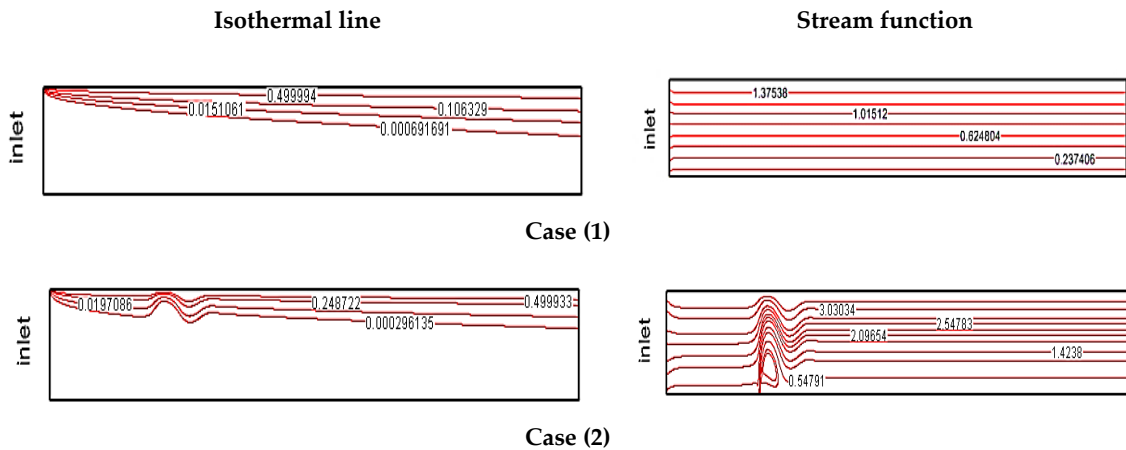 Isothermal line
Stream function
inlet
0.499994
0.0151061
0.106329
0.000691691
inlet
1.37538
1.01512
0.624804
0.237406
Case (1)
inlet
0.0197086
0.248722
0.499933
0.000296135
inlet
3.03034
2.54783
2.09654
1.4238
0.54791
Case (2)